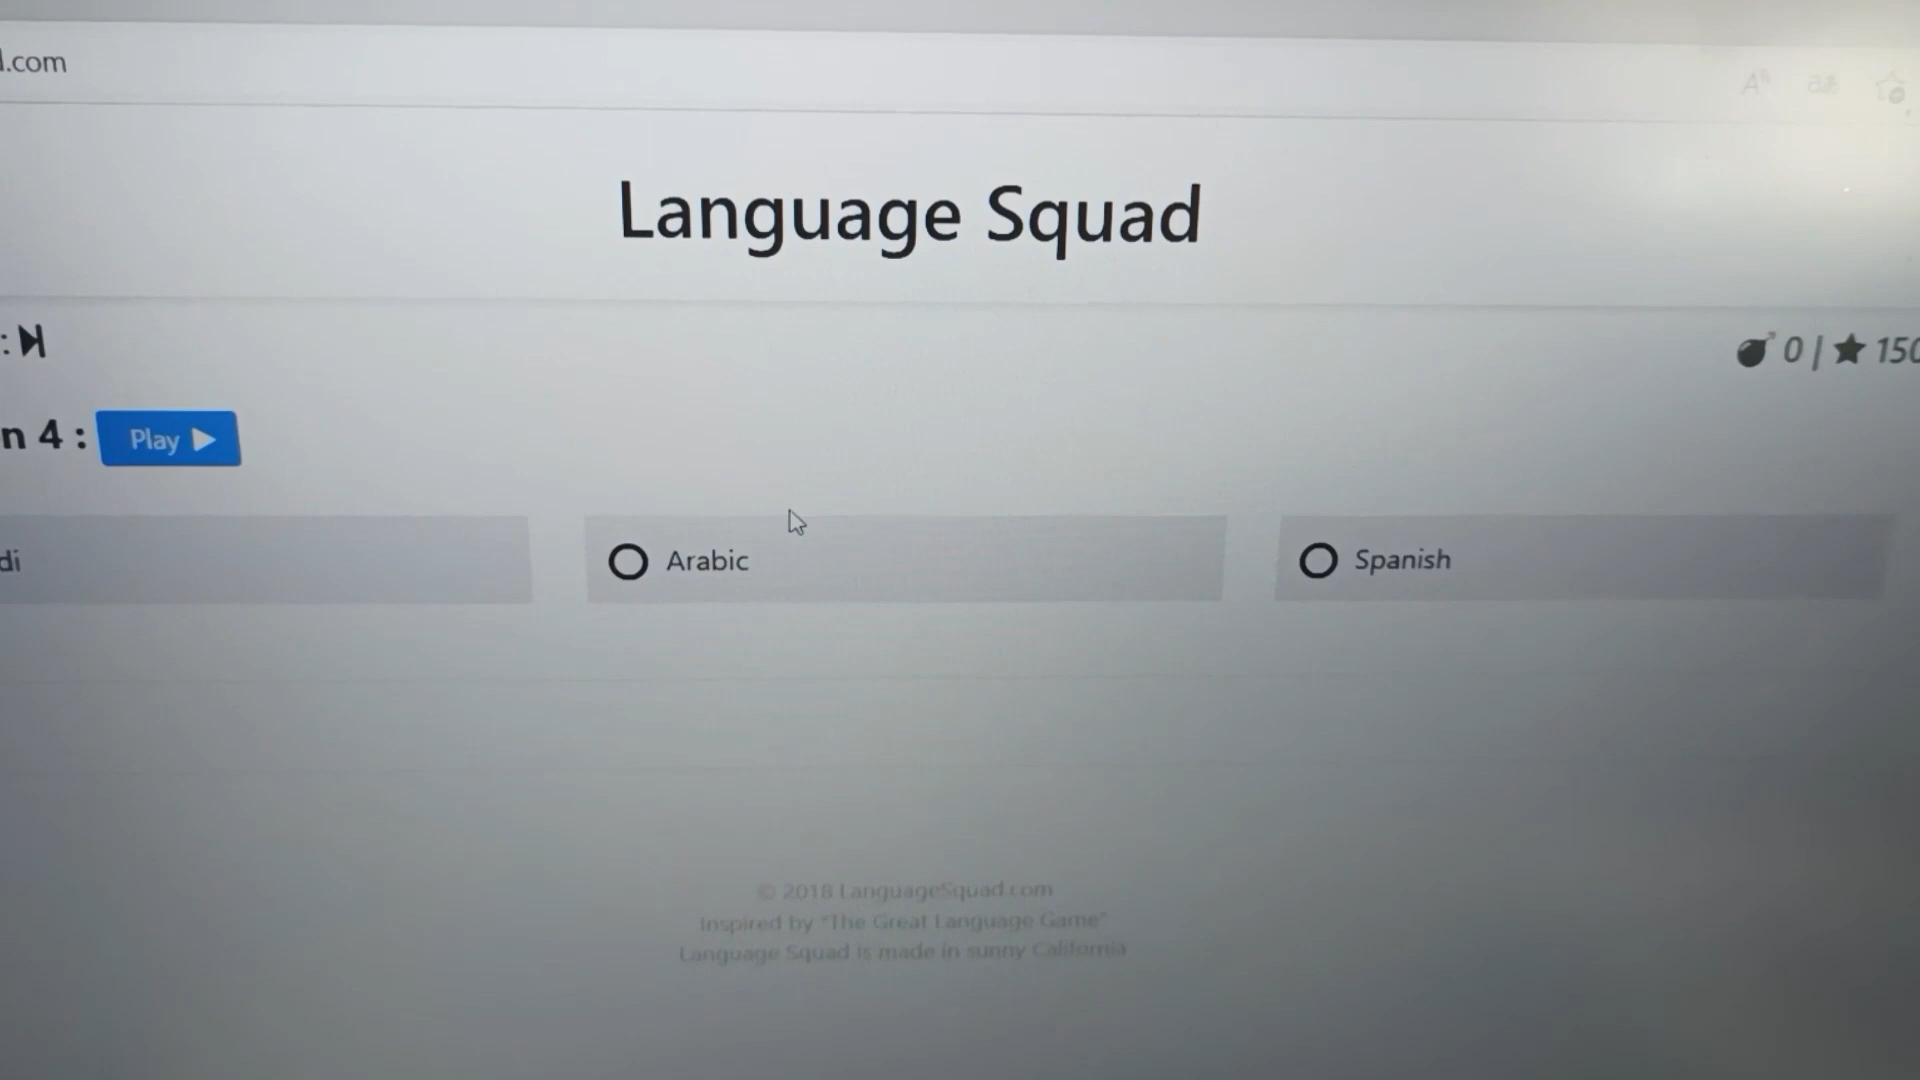 .com
Language Squad
:
0 | 150
n 4 : Play
di
Arabic
Spanish
© 2018 LanguageSquad.com
Inspired by "The Great Language Game"
Language Squad is made in sunny California